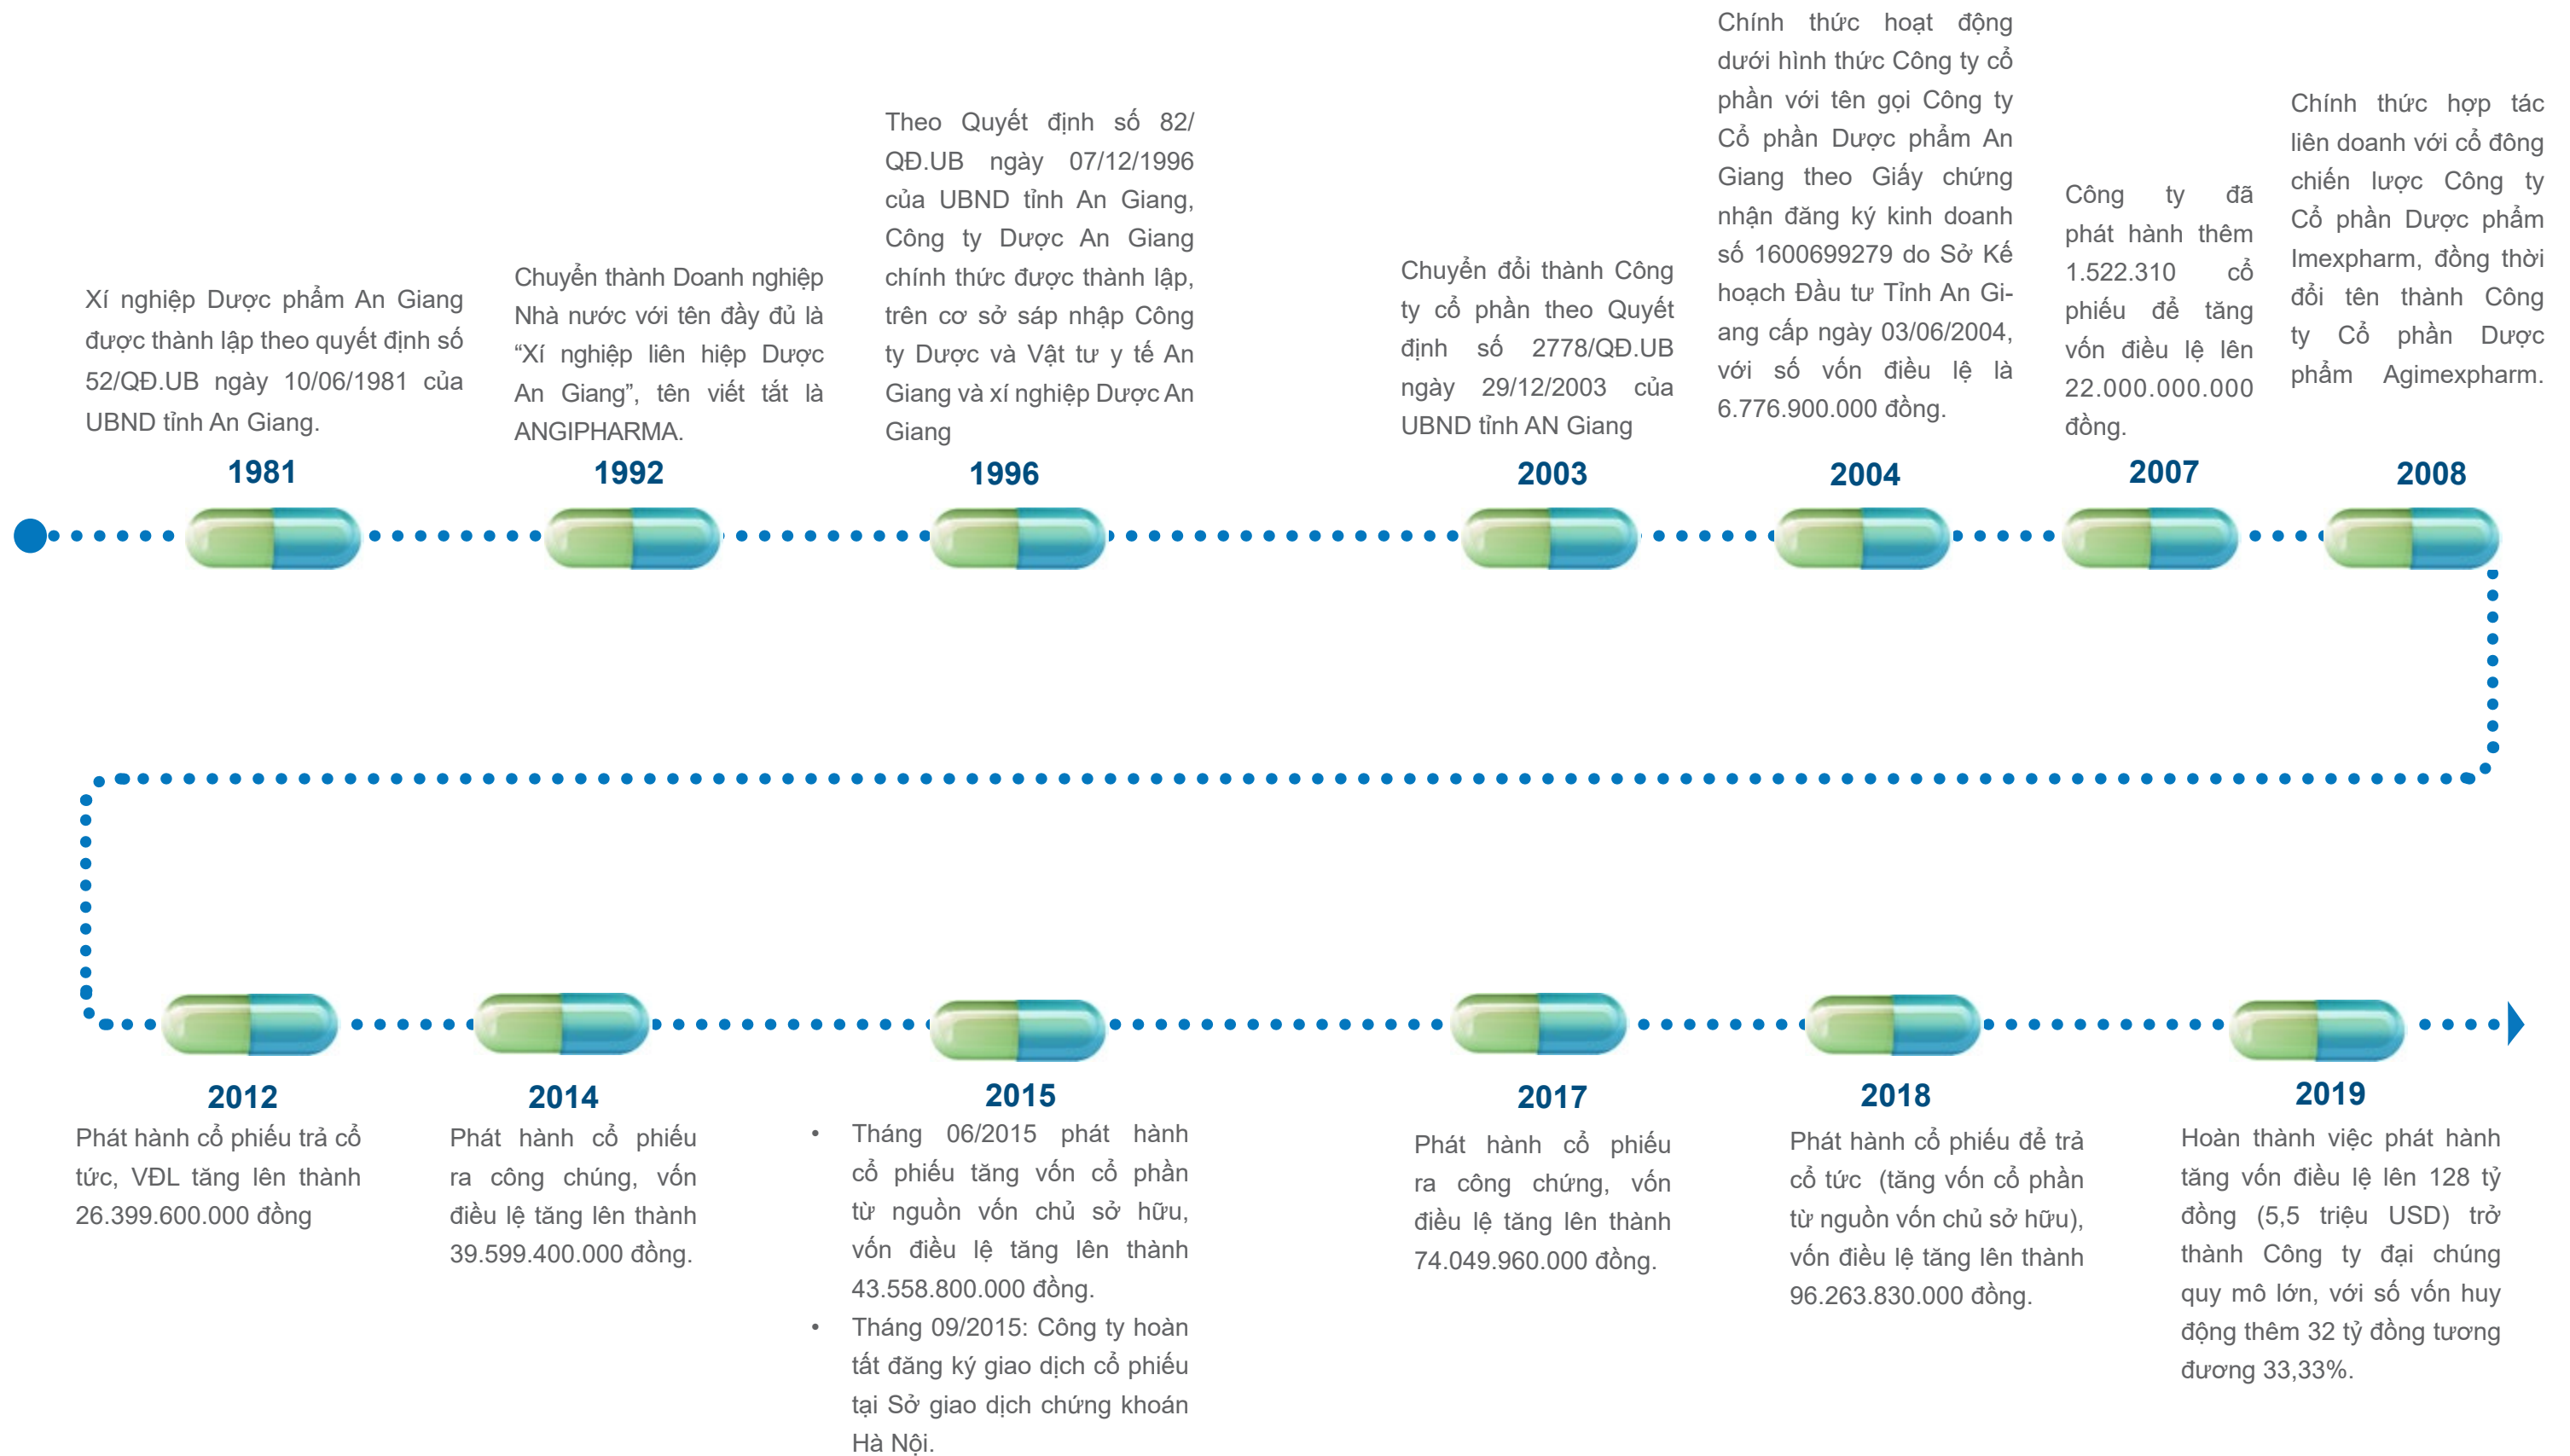 Xí nghiệp Dược phẩm An Giang
được thành lập theo quyết định số
52/QĐ.UB ngày 10/06/1981 của
UBND tỉnh An Giang.
1981
Chuyển thành Doanh nghiệp
Nhà nước với tên đầy đủ là
“Xí nghiệp liên hiệp Dược
An Giang”, tên viết tắt là
ANGIPHARMA.
1992
Theo Quyết định số 82/
QĐ.UB ngày 07/12/1996
của UBND tỉnh An Giang,
Công ty Dược An Giang
chính thức được thành lập,
trên cơ sở sáp nhập Công
ty Dược và Vật tư y tế An
Giang và xí nghiệp Dược An
Giang
1996
Chuyển đổi thành Công
ty cổ phần theo Quyết
định số 2778/QĐ.UB
ngày 29/12/2003 của
UBND tỉnh AN Giang
2003
Chính thức hoạt động
dưới hình thức Công ty cổ
phần với tên gọi Công ty
Cổ phần Dược phẩm An
Giang theo Giấy chứng
nhận đăng ký kinh doanh
số 1600699279 do Sở Kế
hoạch Đầu tư Tỉnh An Gi-
ang cấp ngày 03/06/2004,
với số vốn điều lệ là
6.776.900.000 đồng.
2004
Công ty đã
phát hành thêm
1.522.310 cổ
phiếu để tăng
vốn điều lệ lên
22.000.000.000
đồng.
2007
Chính thức hợp tác
liên doanh với cổ đông
chiến lược Công ty
Cổ phần Dược phẩm
Imexpharm, đồng thời
đổi tên thành Công
ty Cổ phần Dược
phẩm Agimexpharm.
2008
2012
Phát hành cổ phiếu trả cổ
tức, VĐL tăng lên thành
26.399.600.000 đồng
2014
Phát hành cổ phiếu
ra công chúng, vốn
điều lệ tăng lên thành
39.599.400.000 đồng.
2015
• Tháng 06/2015 phát hành
cổ phiếu tăng vốn cổ phần
từ nguồn vốn chủ sở hữu,
vốn điều lệ tăng lên thành
43.558.800.000 đồng.
• Tháng 09/2015: Công ty hoàn
tất đăng ký giao dịch cổ phiếu
tại Sở giao dịch chứng khoán
Hà Nội.
2017
Phát hành cổ phiếu
ra công chứng, vốn
điều lệ tăng lên thành
74.049.960.000 đồng.
2018
Phát hành cổ phiếu để trả
cổ tức (tăng vốn cổ phần
từ nguồn vốn chủ sở hữu),
vốn điều lệ tăng lên thành
96.263.830.000 đồng.
2019
Hoàn thành việc phát hành
tăng vốn điều lệ lên 128 tỷ
đồng (5,5 triệu USD) trở
thành Công ty đại chúng
quy mô lớn, với số vốn huy
động thêm 32 tỷ đồng tương
đương 33,33%.